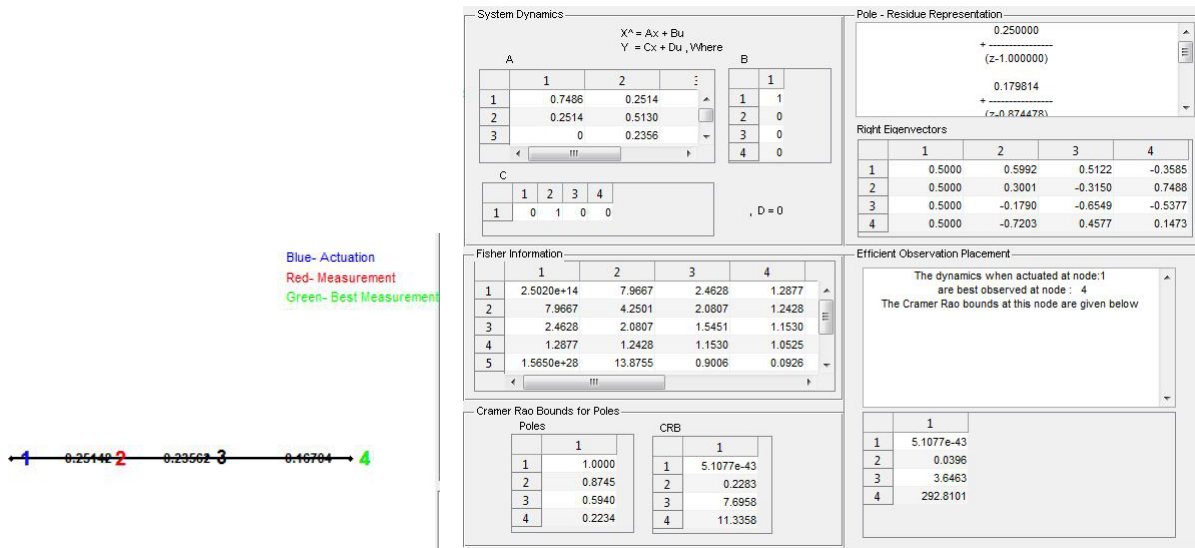 Blue- Actuation
Red- Measurement
Green- Best Measurement
1 0.25142 2 0.23562 3 0.16704 4
System Dynamics
X^ = Ax + Bu
Y = Cx + Du , Where
A
1 2
1 0.7486 0.2514
2 0.2514 0.5130
3 0 0.2356
B
1
1 1
2 0
3 0
4 0
C
1 2 3 4
1 0 1 0 0
, D = 0
Pole - Residue Representation
0.250000
+ ----------------
(z-1.000000)
0.179814
+ ----------------
(z-0.874478)
Right Eigenvectors
1 2 3 4
1 0.5000 0.5992 0.5122 -0.3585
2 0.5000 0.3001 -0.3150 0.7488
3 0.5000 -0.1790 -0.6549 -0.5377
4 0.5000 -0.7203 0.4577 0.1473
Fisher Information
1 2 3 4
1 2.5020e+14 7.9667 2.4628 1.2877
2 7.9667 4.2501 2.0807 1.2428
3 2.4628 2.0807 1.5451 1.1530
4 1.2877 1.2428 1.1530 1.0525
5 1.5650e+28 13.8755 0.9006 0.0926
Efficient Observation Placement
The dynamics when actuated at node:1
are best observed at node : 4
The Cramer Rao bounds at this node are given below
1
1 5.1077e-43
2 0.0396
3 3.6463
4 292.8101
Cramer Rao Bounds for Poles
Poles
1
1 1.0000
2 0.8745
3 0.5940
4 0.2234
CRB
1
1 5.1077e-43
2 0.2283
3 7.6958
4 11.3358